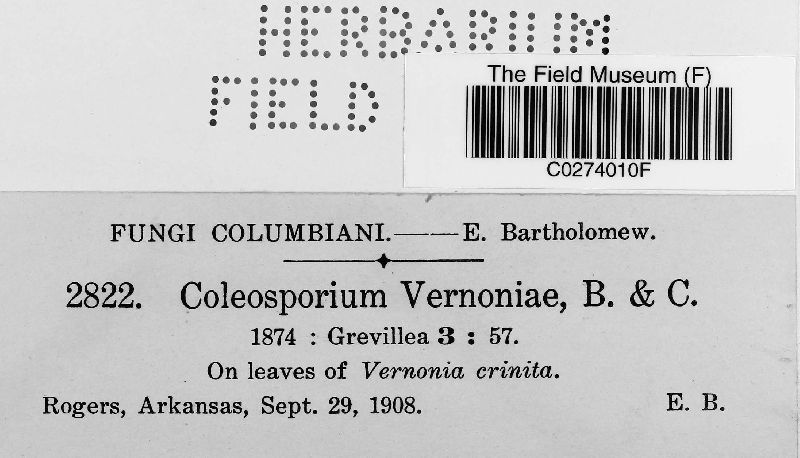 HERBARIUM
FIELD
The Field Museum (F)
C0274010F
FUNGI COLUMBIANI.——E. Bartholomew.
2822. Coleosporium Vernoniae, B. & C.
1874 : Grevillea 3 : 57.
On leaves of Vernonia crinita.
Rogers, Arkansas, Sept. 29, 1908. E. B.